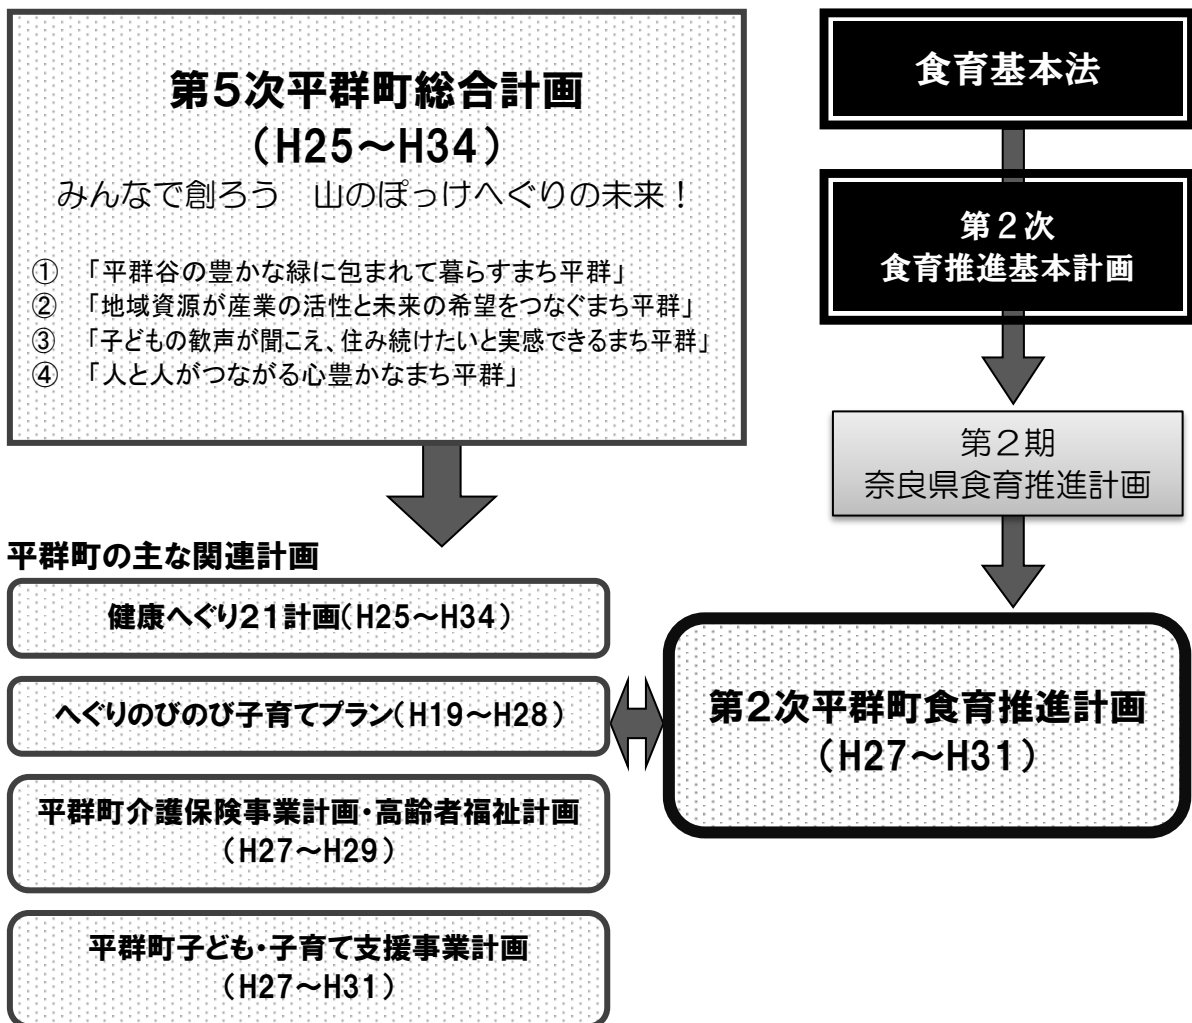 第5次平群町総合計画
（H25～H34）
みんなで創ろう　山のぽっけへぐりの未来！
①　「平群谷の豊かな緑に包まれて暮らすまち平群」
②　「地域資源が産業の活性と未来の希望をつなぐまち平群」
③　「子どもの歓声が聞こえ、住み続けたいと実感できるまち平群」
④　「人と人がつながる心豊かなまち平群」
平群町の主な関連計画
健康へぐり21計画(H25～H34)
へぐりのびのび子育てプラン(H19～H28)
平群町介護保険事業計画・高齢者福祉計画
（H27～H29）
平群町子ども・子育て支援事業計画
（H27～H31）
食育基本法
第２次
食育推進基本計画
第２期
奈良県食育推進計画
第2次平群町食育推進計画
（H27～H31）